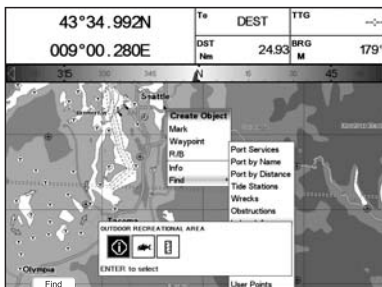 43°34.992N
009°00.280E
To
DEST
TTG
--:--
DST
Nm
24.93
BRG
M
179°
315
345
N
45
Seattle
Create Object
Mark
Waypoint
R/B
Info
Find
Port Services
Port by Name
Port by Distance
Tide Stations
Wrecks
Obstructions
OUTDOOR RECREATIONAL AREA
ENTER to select
User Points
Tacoma
Olympia
Find